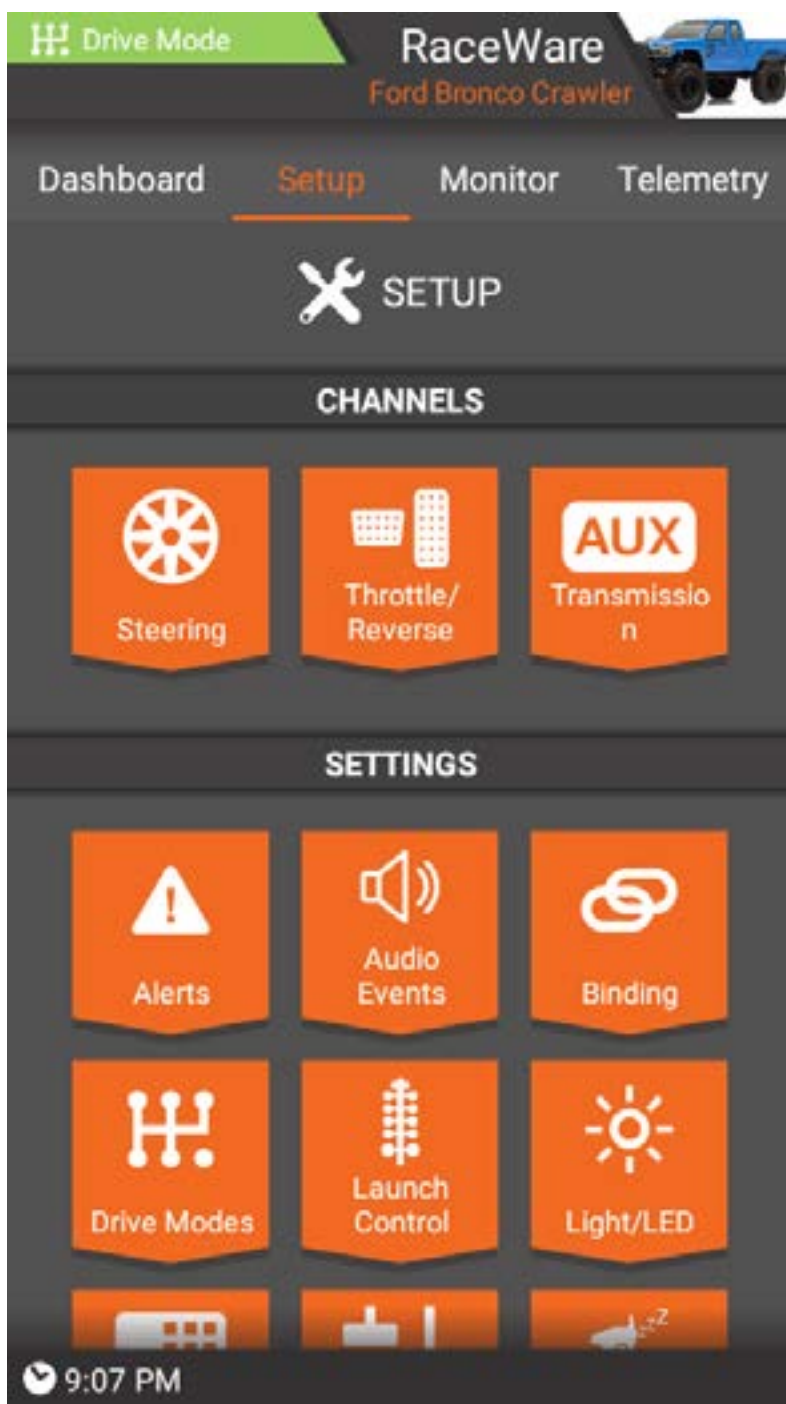 Drive Mode
RaceWare
Ford Bronco Crawler
Dashboard Setup Monitor Telemetry
SETUP
CHANNELS
Steering
Throttle/
Reverse
AUX
Transmissio
n
SETTINGS
Alerts
Audio
Events
Binding
Drive Modes
Launch
Control
Light/LED
zzZ
9:07 PM